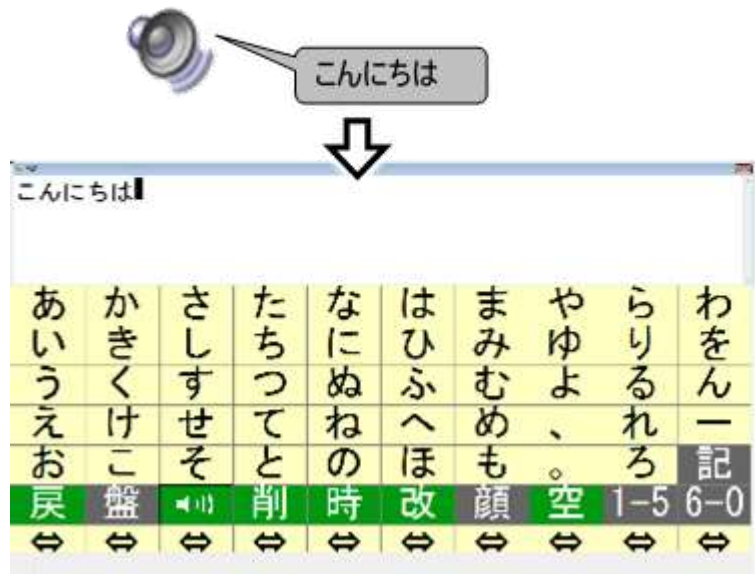 こんにちは
こんにちは
あ か さ た な は ま や ら わ
い き し ち に ひ み ゆ り を
う く す つ ぬ ふ む よ る ん
え け せ て ね へ め 、 れ ー
お こ そ と の ほ も 。 ろ 記
戻 盤 削 時 改 顔 空 1-5 6-0
⇔ ⇔ ⇔ ⇔ ⇔ ⇔ ⇔ ⇔ ⇔ ⇔